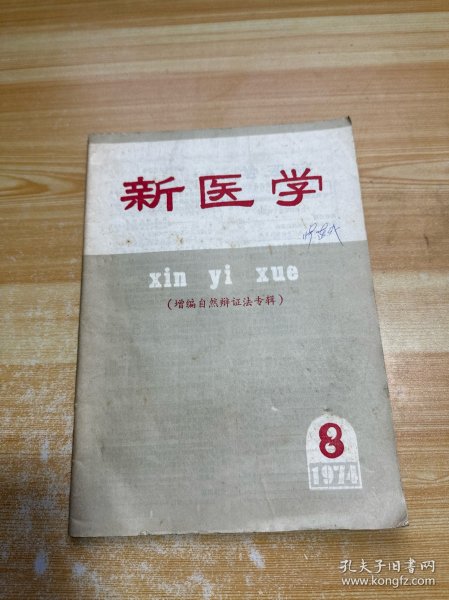 新医学
xin yi xue
(增编自然辩证法专辑)
8
1974
孔夫子旧书网
www.kongfz.com